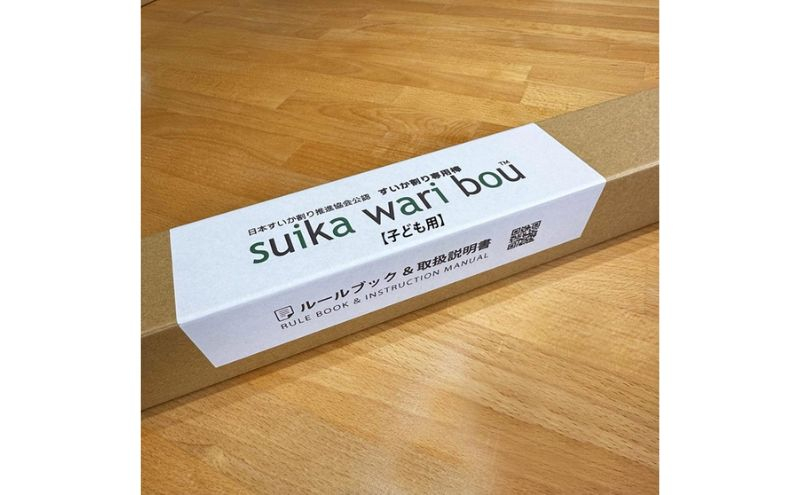 日本すいか割り推進協会公認 すいか割り専用棒
suika wari bou™
【子ども用】
ルールブック & 取扱説明書
RULE BOOK & INSTRUCTION MANUAL